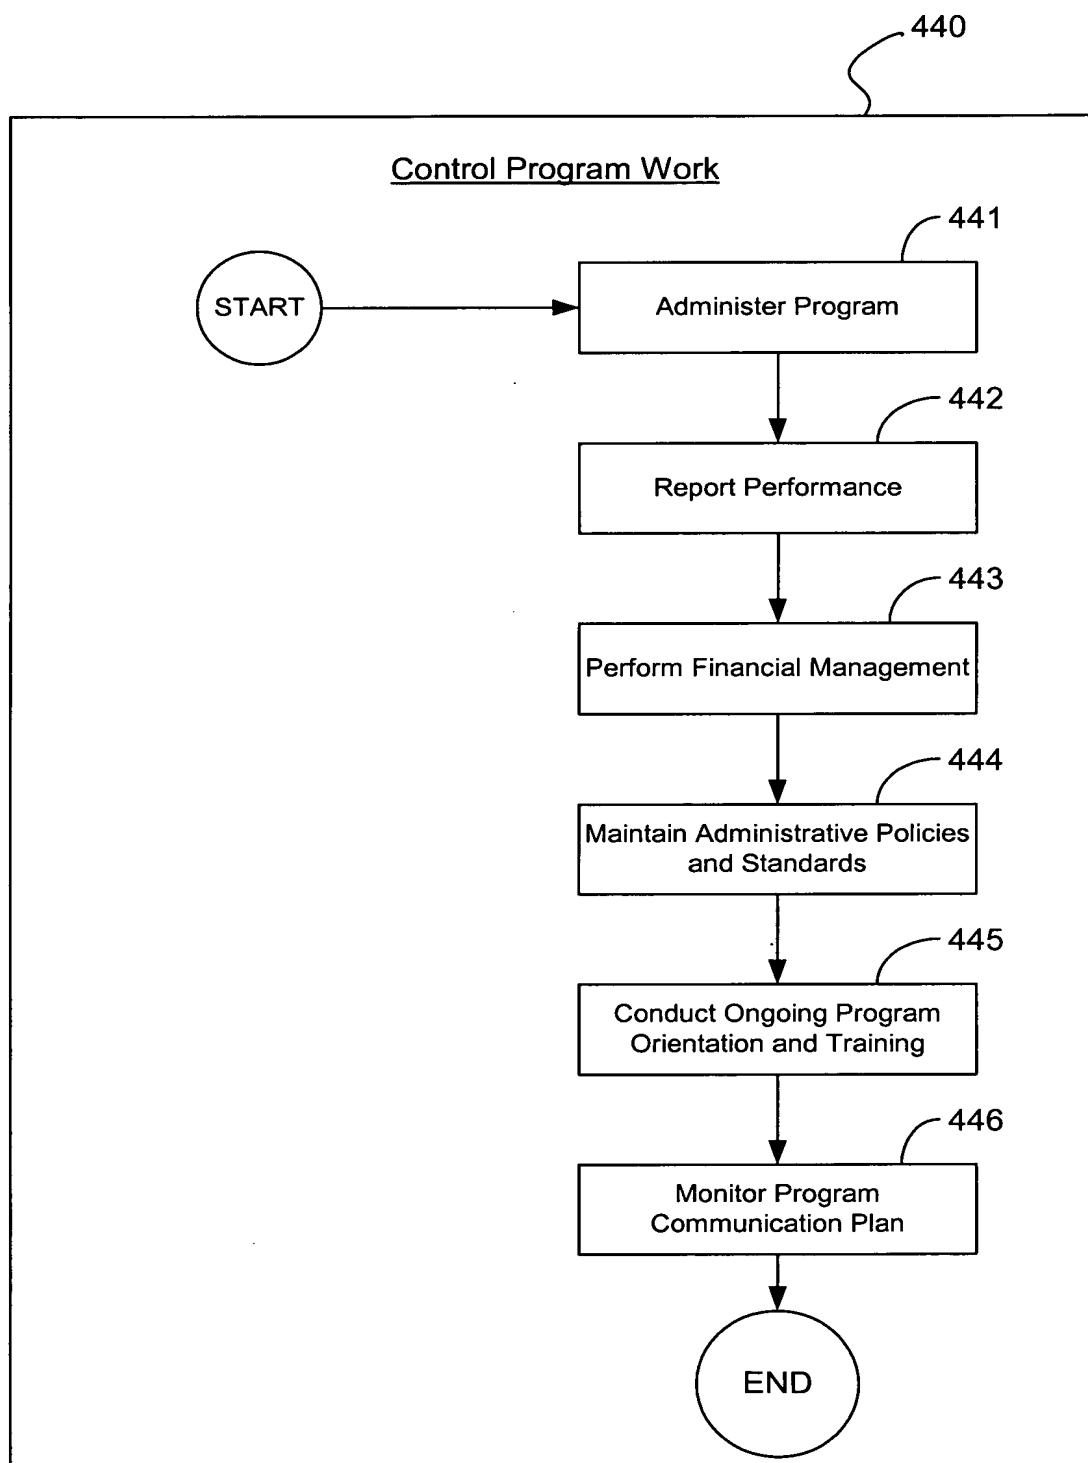 440
Control Program Work
441
START
Administer Program
442
Report Performance
443
Perform Financial Management
444
Maintain Administrative Policies
and Standards
445
Conduct Ongoing Program
Orientation and Training
446
Monitor Program
Communication Plan
END